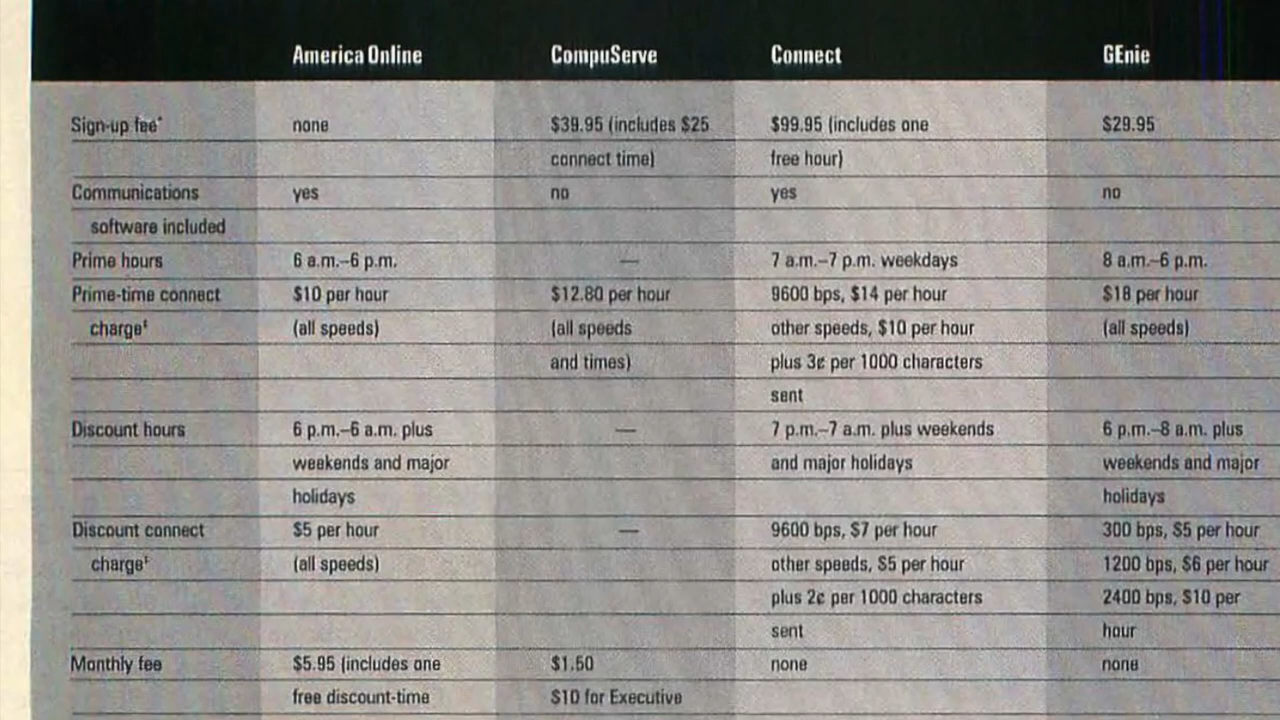 America Online CompuServe Connect GEnie
Sign-up fee* none $39.95 (includes $25 $99.95 (includes one $29.95
connect time) free hour)
Communications yes no yes no
software included
Prime hours 6 a.m.–6 p.m. — 7 a.m.–7 p.m. weekdays 8 a.m.–6 p.m.
Prime-time connect $10 per hour $12.80 per hour 9600 bps, $14 per hour $18 per hour
charge‡ (all speeds) (all speeds other speeds, $10 per hour (all speeds)
and times) plus 3¢ per 1000 characters
sent
Discount hours 6 p.m.–6 a.m. plus — 7 p.m.–7 a.m. plus weekends 6 p.m.–8 a.m. plus
weekends and major and major holidays weekends and major
holidays holidays
Discount connect $5 per hour — 9600 bps, $7 per hour 300 bps, $5 per hour
charge‡ (all speeds) other speeds, $5 per hour 1200 bps, $6 per hour
plus 2¢ per 1000 characters 2400 bps, $10 per
sent hour
Monthly fee $5.95 (includes one $1.50 none none
free discount-time $10 for Executive